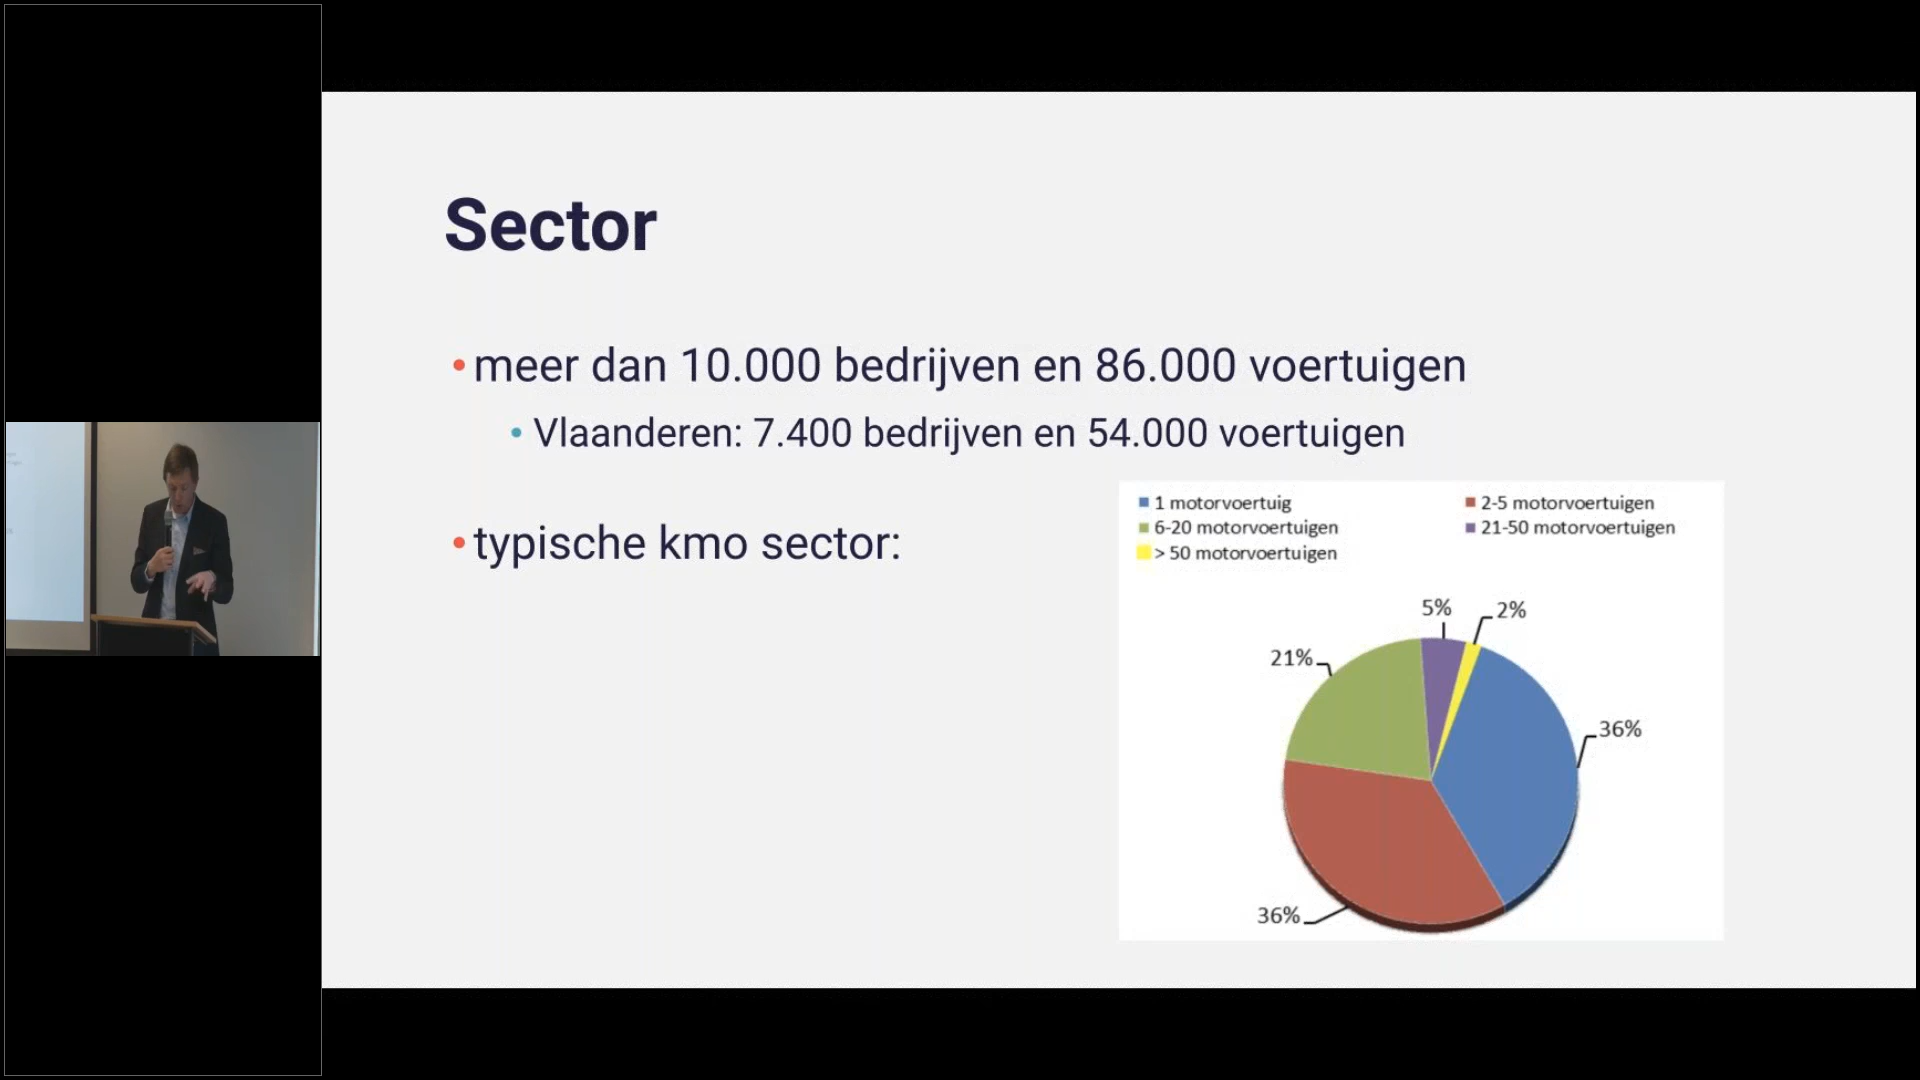 Sector
•meer dan 10.000 bedrijven en 86.000 voertuigen
• Vlaanderen: 7.400 bedrijven en 54.000 voertuigen
•typische kmo sector:
1 motorvoertuig
2-5 motorvoertuigen
6-20 motorvoertuigen
21-50 motorvoertuigen
> 50 motorvoertuigen
5%
2%
21%
36%
36%